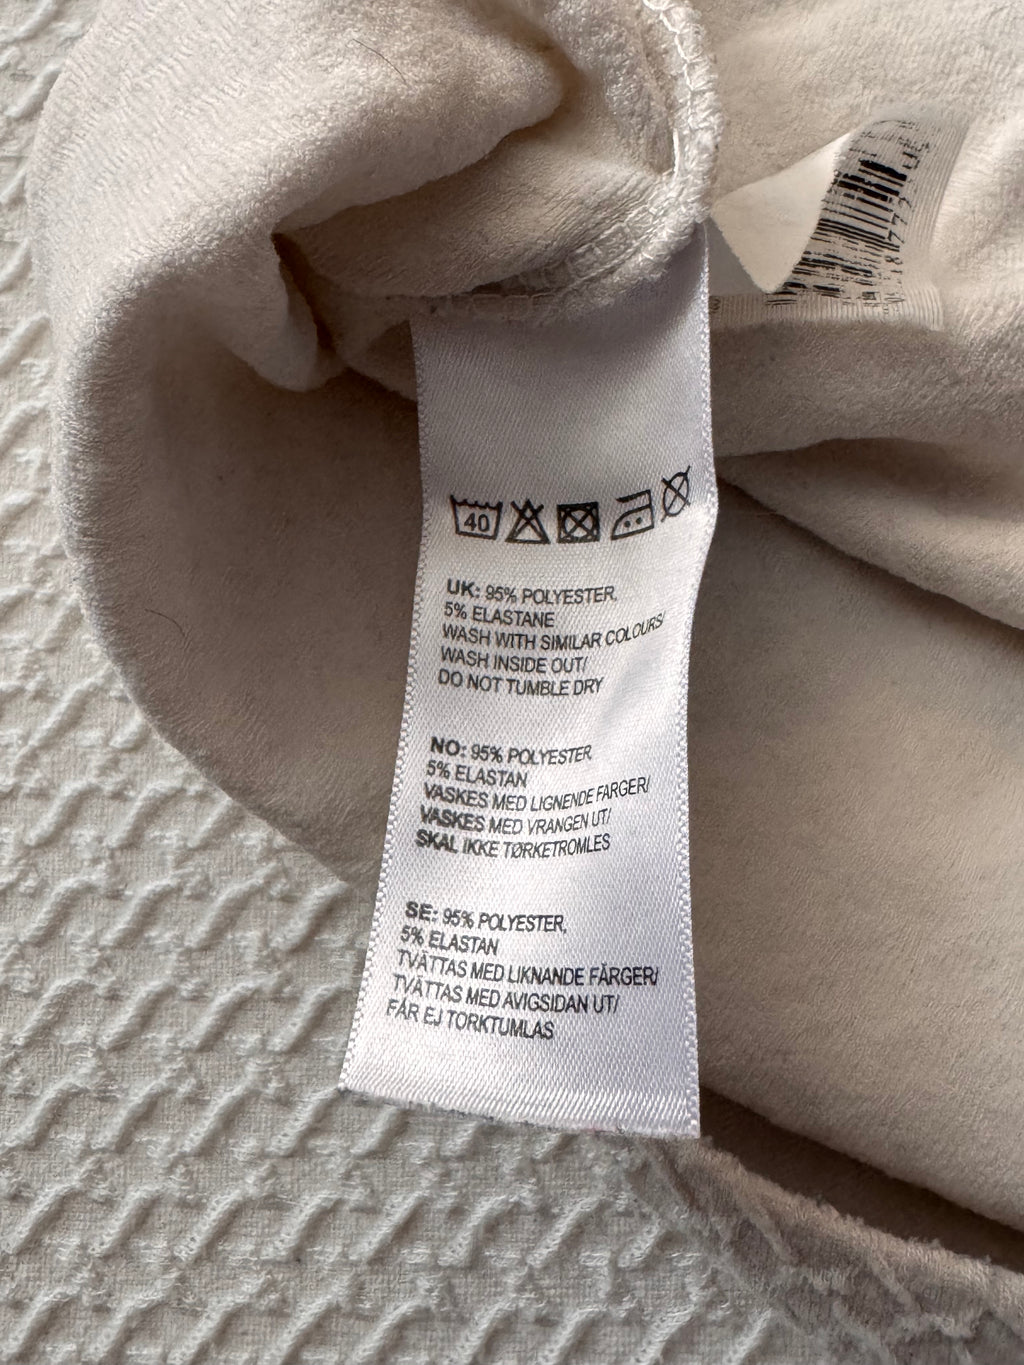 40
UK: 95% POLYESTER,
5% ELASTANE
WASH WITH SIMILAR COLOURS/
WASH INSIDE OUT/
DO NOT TUMBLE DRY
NO: 95% POLYESTER,
5% ELASTAN
VASKES MED LIGNENDE FARGER/
VASKES MED VRANGEN UT/
SKAL IKKE TØRKETROMLES
SE: 95% POLYESTER,
5% ELASTAN
TVÄTTAS MED LIKNANDE FÄRGER/
TVÄTTAS MED AVIGSIDAN UT/
FÅR EJ TORKTUMLAS